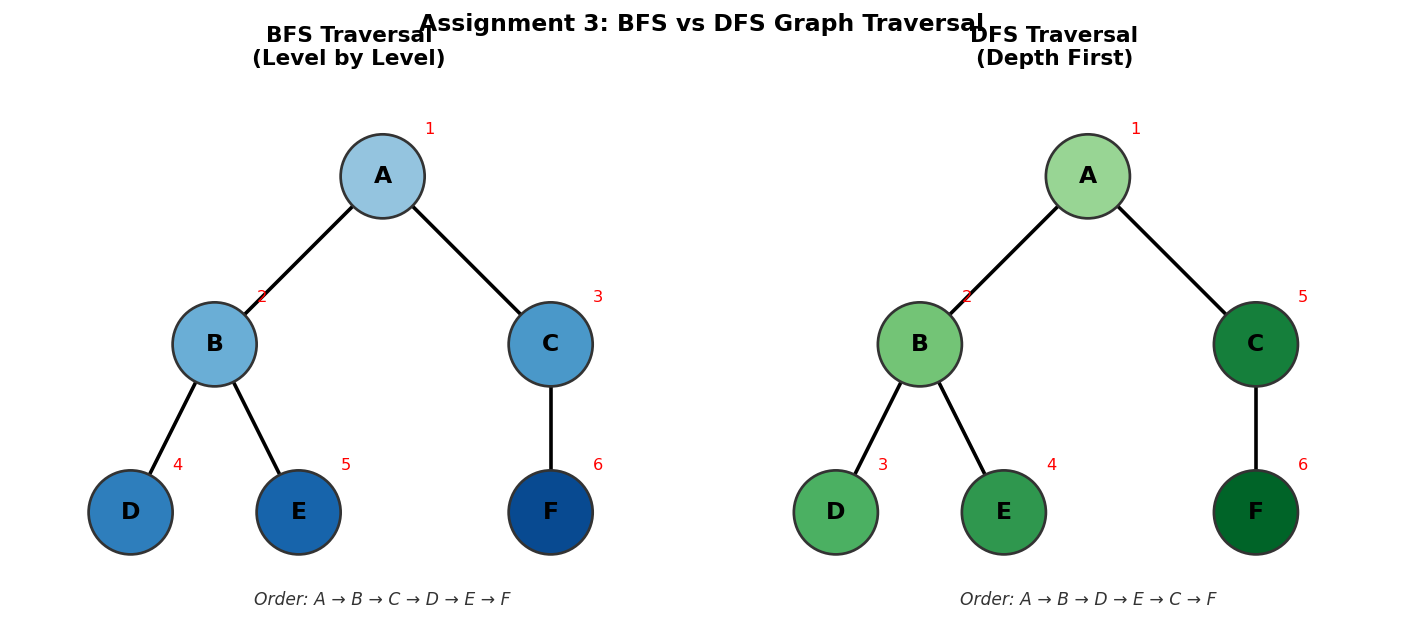 Assignment 3: BFS vs DFS Graph Traversal
BFS Traversal
(Level by Level)
1
A
2
3
B
C
4
5
6
D
E
F
Order: A → B → C → D → E → F
DFS Traversal
(Depth First)
1
A
2
5
B
C
3
4
6
D
E
F
Order: A → B → D → E → C → F